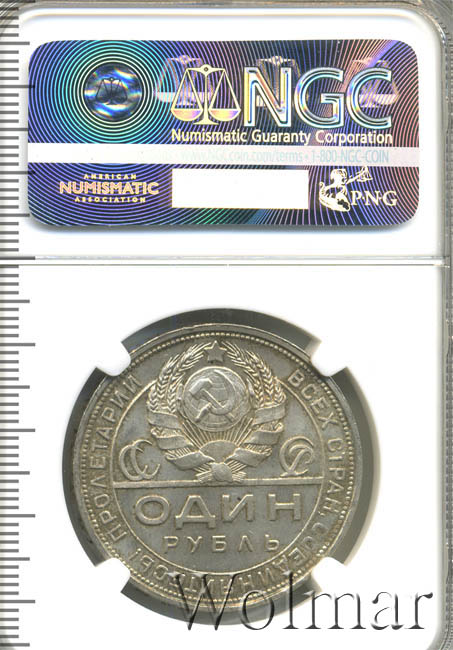 NGC
Numismatic Guaranty Corporation
www.ngccoin.com/terms • 1-800-NGC-COIN
AMERICAN
NUMISMATIC
ASSOCIATION
PNG
ПРОЛЕТАРИИ ВСЕХ СТРАН, СОЕДИНЯЙТЕСЬ!
СС СР
ОДИН
РУБЛЬ
Wolmar